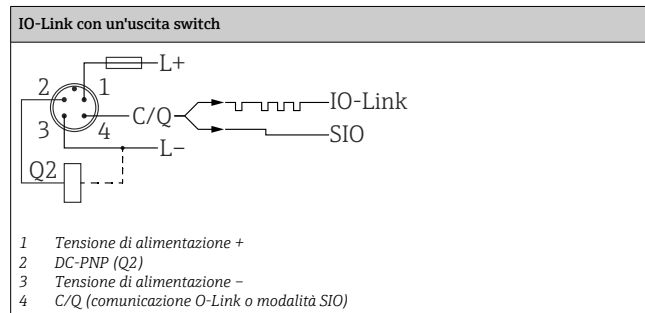 IO-Link con un'uscita switch
L+
2 1
C/Q
IO-Link
3 4
SIO
L–
Q2
1 Tensione di alimentazione +
2 DC-PNP (Q2)
3 Tensione di alimentazione –
4 C/Q (comunicazione O-Link o modalità SIO)